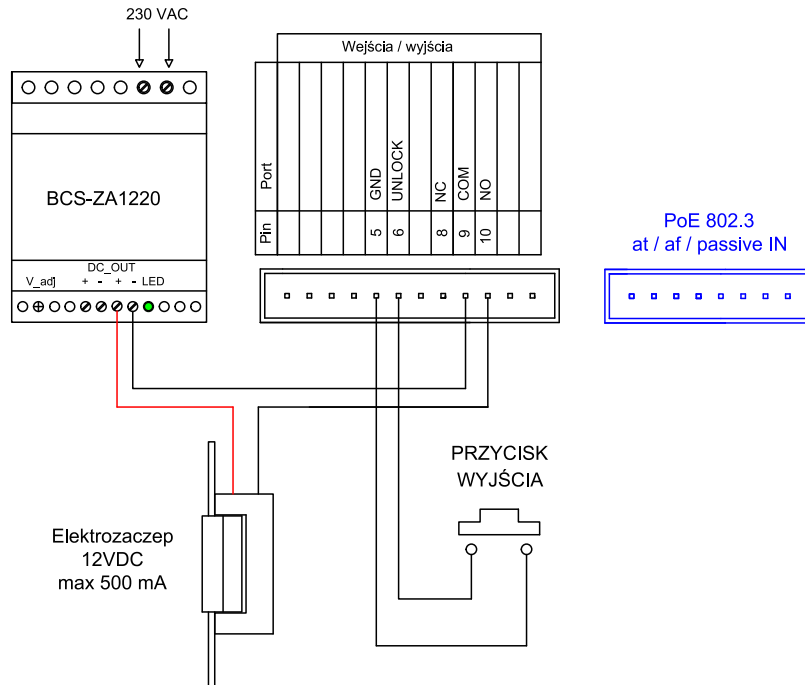 230 VAC
Wejścia / wyjścia
Port
GND
UNLOCK
NC
COM
NO
Pin
5
6
8
9
10
BCS-ZA1220
DC_OUT
V_adj + - + - LED
PoE 802.3
at / af / passive IN
PRZYCISK
WYJŚCIA
Elektrozaczep
12VDC
max 500 mA